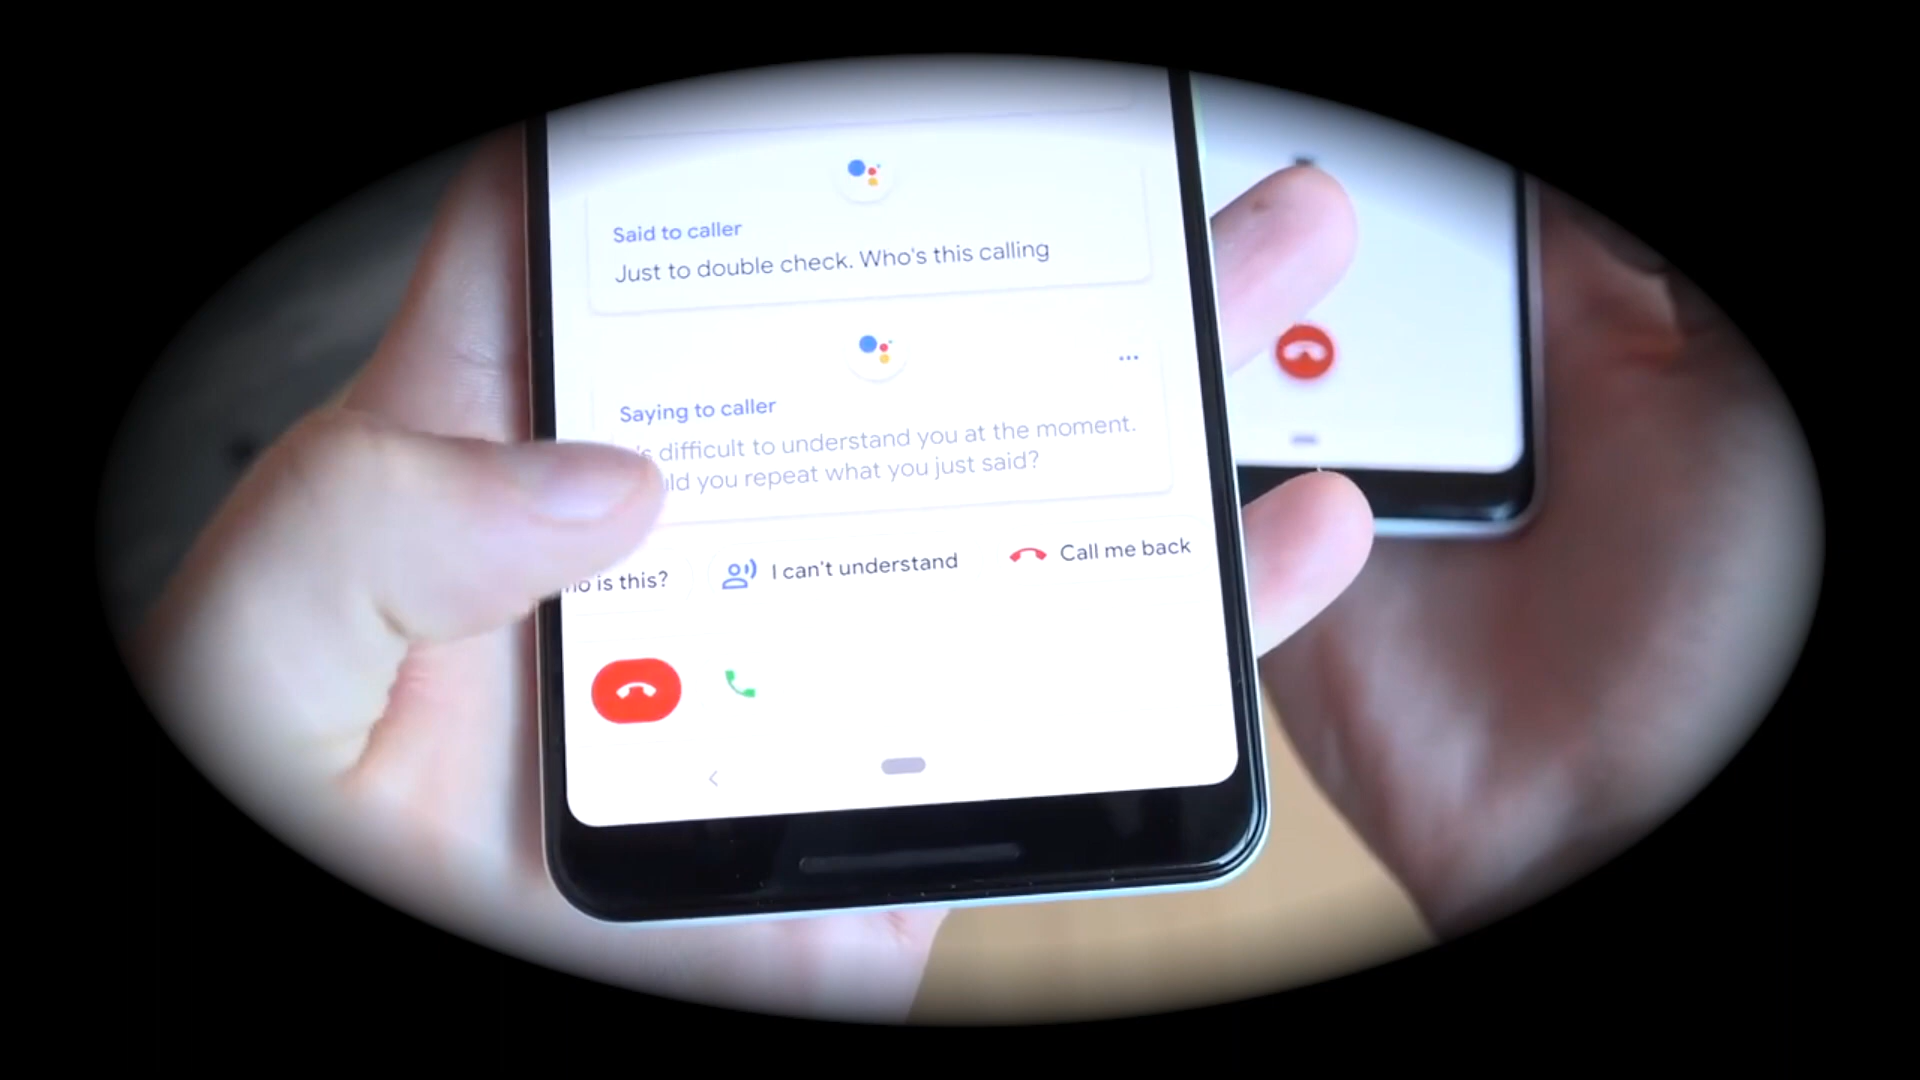 Said to caller
Just to double check. Who's this calling
Saying to caller
difficult to understand you at the moment.
you repeat what you just said?
is this?
I can't understand
Call me back